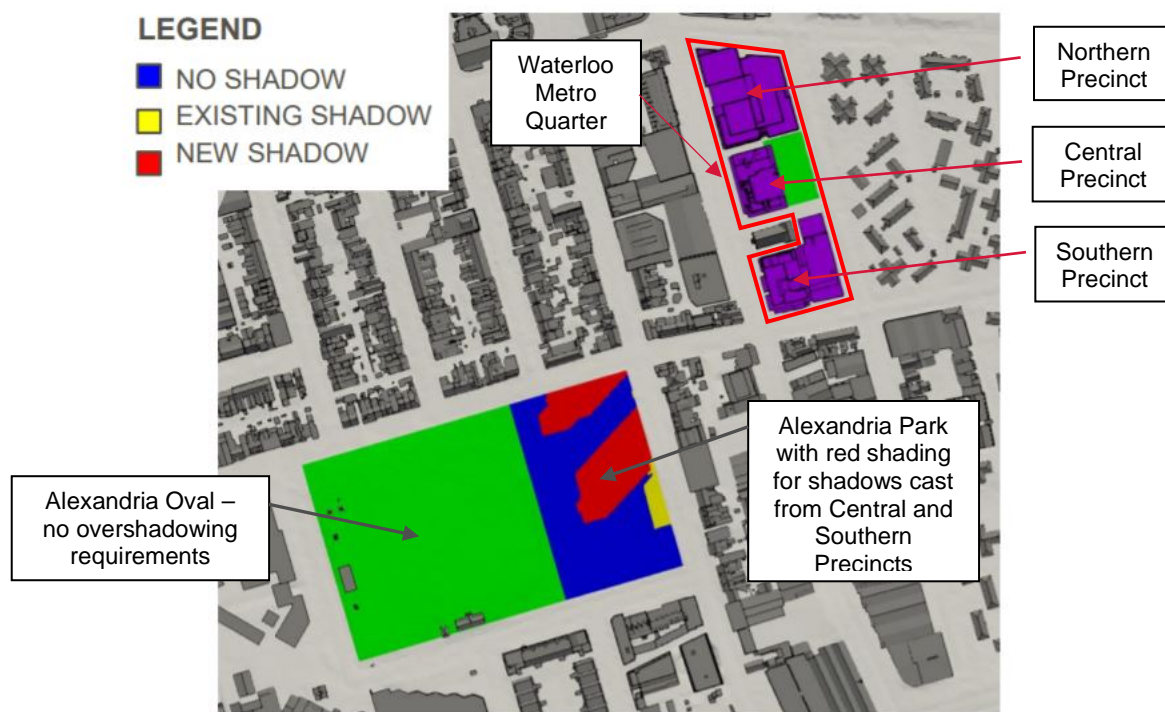 LEGEND
NO SHADOW
EXISTING SHADOW
NEW SHADOW
Waterloo
Metro
Quarter
Northern
Precinct
Central
Precinct
Southern
Precinct
Alexandria Oval –
no overshadowing
requirements
Alexandria Park
with red shading
for shadows cast
from Central and
Southern
Precincts